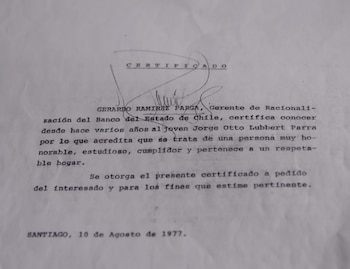 C E R T I F I C A D O
GERARDO RAMIREZ PARGA, Gerente de Racionali-
zación del Banco del Estado de Chile, certifica conocer
desde hace varios años al joven Jorge Otto Lubbert Parra
por lo que acredita que se trata de una persona muy ho-
norable, estudioso, cumplidor y pertenece a un respeta-
ble hogar.
Se otorga el presente certificado a pedido
del interesado y para los fines que estime pertinente.
SANTIAGO, 18 de Agosto de 1977.